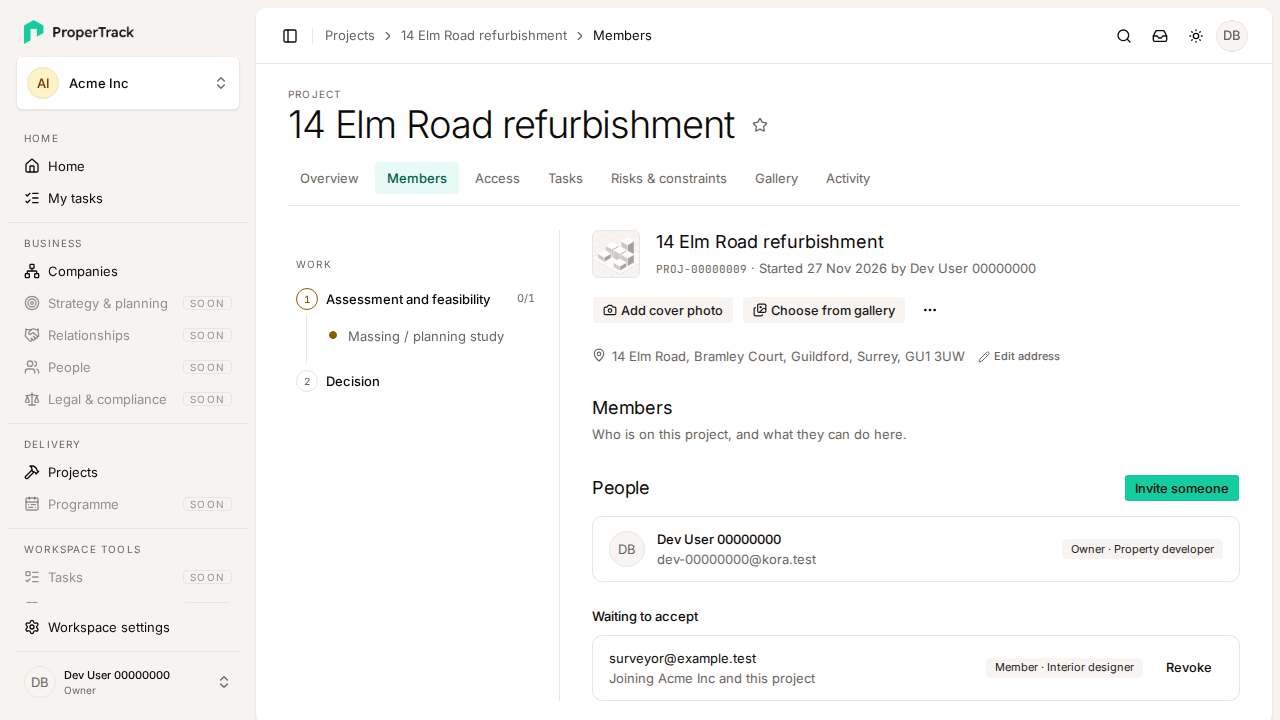 ProperTrack
AI
Acme Inc
HOME
Home
My tasks
BUSINESS
Companies
Strategy & planning SOON
Relationships SOON
People SOON
Legal & compliance SOON
DELIVERY
Projects
Programme SOON
WORKSPACE TOOLS
Tasks SOON
Workspace settings
DB
Dev User 00000000
Owner
Projects
14 Elm Road refurbishment
Members
DB
PROJECT
14 Elm Road refurbishment
Overview
Members
Access
Tasks
Risks & constraints
Gallery
Activity
WORK
1 Assessment and feasibility 0/1
Massing / planning study
2 Decision
14 Elm Road refurbishment
PROJ-00000009 · Started 27 Nov 2026 by Dev User 00000000
Add cover photo
Choose from gallery
14 Elm Road, Bramley Court, Guildford, Surrey, GU1 3UW
Edit address
Members
Who is on this project, and what they can do here.
People
Invite someone
DB
Dev User 00000000
dev-00000000@kora.test
Owner · Property developer
Waiting to accept
surveyor@example.test
Joining Acme Inc and this project
Member · Interior designer
Revoke